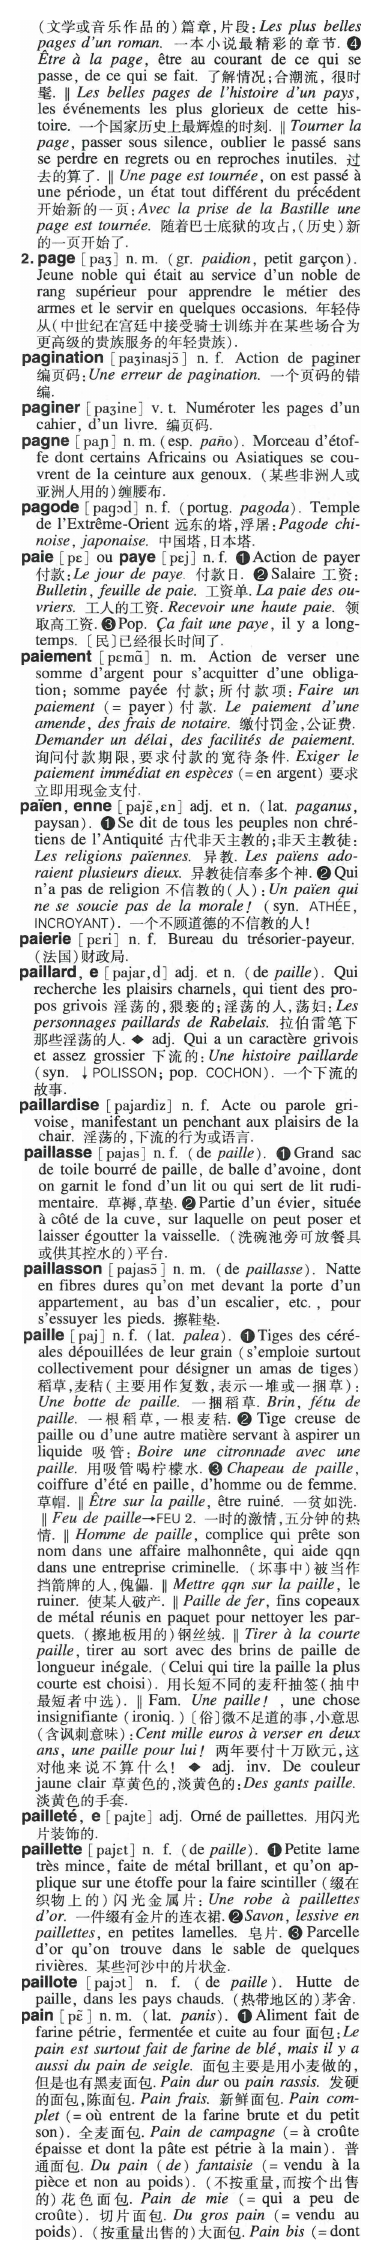 (文学或音乐作品的)篇章,片段: Les plus belles
pages d'un roman. 一本小说最精彩的章节. ❹
Être à la page, être au courant de ce qui se
passe, de ce qui se fait. 了解情况;合潮流, 很时
髦. ‖ Les belles pages de l'histoire d'un pays,
les événements les plus glorieux de cette his-
toire. 一个国家历史上最辉煌的时刻. ‖ Tourner la
page, passer sous silence, oublier le passé sans
se perdre en regrets ou en reproches inutiles. 过
去的算了. ‖ Une page est tournée, on est passé à
une période, un état tout différent du précédent
开始新的一页: Avec la prise de la Bastille une
page est tournée. 随着巴士底狱的攻占,(历史)新
的一页开始了.
2. page [paʒ] n. m. (gr. paidion, petit garçon).
Jeune noble qui était au service d'un noble de
rang supérieur pour apprendre le métier des
armes et le servir en quelques occasions. 年轻侍
从(中世纪在宫廷中接受骑士训练并在某些场合为
更高级的贵族服务的年轻贵族).
pagination [paʒinasjɔ̃] n. f. Action de paginer
编页码: Une erreur de pagination. 一个页码的错
编.
paginer [paʒine] v. t. Numéroter les pages d'un
cahier, d'un livre. 编页码.
pagne [paɲ] n. m. (esp. paño). Morceau d'étof-
fe dont certains Africains ou Asiatiques se cou-
vrent de la ceinture aux genoux. (某些非洲人或
亚洲人用的)缠腰布.
pagode [pagɔd] n. f. (portug. pagoda). Temple
de l'Extrême-Orient 远东的塔,浮屠: Pagode chi-
noise, japonaise. 中国塔,日本塔.
paie [pɛ] ou paye [pɛj] n. f. ❶ Action de payer
付款: Le jour de paye. 付款日. ❷ Salaire 工资:
Bulletin, feuille de paie. 工资单. La paie des ou-
vriers. 工人的工资. Recevoir une haute paie. 领
取高工资. ❸ Pop. Ça fait une paye, il y a long-
temps. [民]已经很长时间了.
paiement [pɛmɑ̃] n. m. Action de verser une
somme d'argent pour s'acquitter d'une obliga-
tion; somme payée 付款;所付款项: Faire un
paiement (= payer) 付款. Le paiement d'une
amende, des frais de notaire. 缴付罚金,公证费.
Demander un délai, des facilités de paiement.
询问付款期限,要求付款的宽待条件. Exiger le
paiement immédiat en espèces (= en argent) 要求
立即用现金支付.
païen, enne [pajɛ̃, ɛn] adj. et n. (lat. paganus,
paysan). ❶ Se dit de tous les peuples non chré-
tiens de l'Antiquité 古代非天主教的;非天主教徒:
Les religions païennes. 异教. Les païens ado-
raient plusieurs dieux. 异教徒信奉多个神. ❷ Qui
n'a pas de religion 不信教的(人): Un païen qui
ne se soucie pas de la morale! (syn. ATHÉE,
INCROYANT). 一个不顾道德的不信教的人!
paierie [pɛri] n. f. Bureau du trésorier-payeur.
(法国)财政局.
paillard, e [pajar, d] adj. et n. (de paille). Qui
recherche les plaisirs charnels, qui tient des pro-
pos grivois 淫荡的,猥亵的;淫荡的人,荡妇: Les
personnages paillards de Rabelais. 拉伯雷笔下
那些淫荡的人. ◆ adj. Qui a un caractère grivois
et assez grossier 下流的: Une histoire paillarde
(syn. ↓ POLISSON; pop. COCHON). 一个下流的
故事.
paillardise [pajardiz] n. f. Acte ou parole gri-
voise, manifestant un penchant aux plaisirs de la
chair. 淫荡的,下流的行为或语言.
paillasse [pajas] n. f. (de paille). ❶ Grand sac
de toile bourré de paille, de balle d'avoine, dont
on garnit le fond d'un lit ou qui sert de lit rudi-
mentaire. 草褥,草垫. ❷ Partie d'un évier, située
à côté de la cuve, sur laquelle on peut poser et
laisser égoutter la vaisselle. (洗碗池旁可放餐具
或供其控水的)平台.
paillasson [pajasɔ̃] n. m. (de paillasse). Natte
en fibres dures qu'on met devant la porte d'un
appartement, au bas d'un escalier, etc., pour
s'essuyer les pieds. 擦鞋垫.
paille [paj] n. f. (lat. palea). ❶ Tiges des céré-
ales dépouillées de leur grain (s'emploie surtout
collectivement pour désigner un amas de tiges)
稻草,麦秸(主要用作复数,表示一堆或一捆草):
Une botte de paille. 一捆稻草. Brin, fétu de
paille. 一根稻草,一根麦秸. ❷ Tige creuse de
paille ou d'une autre matière servant à aspirer un
liquide 吸管: Boire une citronnade avec une
paille. 用吸管喝柠檬水. ❸ Chapeau de paille,
coiffure d'été en paille, d'homme ou de femme.
草帽. ‖ Être sur la paille, être ruiné. 一贫如洗.
‖ Feu de paille→FEU 2. 一时的激情,五分钟的热
情. ‖ Homme de paille, complice qui prête son
nom dans une affaire malhonnête, qui aide qqn
dans une entreprise criminelle. (坏事中)被当作
挡箭牌的人,傀儡. ‖ Mettre qqn sur la paille, le
ruiner. 使某人破产. ‖ Paille de fer, fins copeaux
de métal réunis en paquet pour nettoyer les par-
quets. (擦地板用的)钢丝绒. ‖ Tirer à la courte
paille, tirer au sort avec des brins de paille de
longueur inégale. (Celui qui tire la paille la plus
courte est choisi). 用长短不同的麦秆抽签(抽中
最短者中选). ‖ Fam. Une paille! , une chose
insignifiante (ironiq.) [俗]微不足道的事,小意思
(含讽刺意味): Cent mille euros à verser en deux
ans, une paille pour lui! 两年要付十万欧元,这
对他来说不算什么! ◆ adj. inv. De couleur
jaune clair 草黄色的,淡黄色的: Des gants paille.
淡黄色的手套.
pailleté, e [pajte] adj. Orné de paillettes. 用闪光
片装饰的.
paillette [pajɛt] n. f. (de paille). ❶ Petite lame
très mince, faite de métal brillant, et qu'on ap-
plique sur une étoffe pour la faire scintiller (缀在
织物上的)闪光金属片: Une robe à paillettes
d'or. 一件缀有金片的连衣裙. ❷ Savon, lessive en
paillettes, en petites lamelles. 皂片. ❸ Parcelle
d'or qu'on trouve dans le sable de quelques
rivières. 某些河沙中的片状金.
paillote [pajɔt] n. f. (de paille). Hutte de
paille, dans les pays chauds. (热带地区的)茅舍.
pain [pɛ̃] n. m. (lat. panis). ❶ Aliment fait de
farine pétrie, fermentée et cuite au four 面包: Le
pain est surtout fait de farine de blé, mais il y a
aussi du pain de seigle. 面包主要是用小麦做的,
但是也有黑麦面包. Pain dur ou pain rassis. 发硬
的面包,陈面包. Pain frais. 新鲜面包. Pain com-
plet (= où entrent de la farine brute et du petit
son). 全麦面包. Pain de campagne (= à croûte
épaisse et dont la pâte est pétrie à la main). 普
通面包. Du pain (de) fantaisie (= vendu à la
pièce et non au poids). (不按重量,而按个出售
的)花色面包. Pain de mie (= qui a peu de
croûte). 切片面包. Du gros pain (= vendu au
poids). (按重量出售的)大面包. Pain bis (= dont